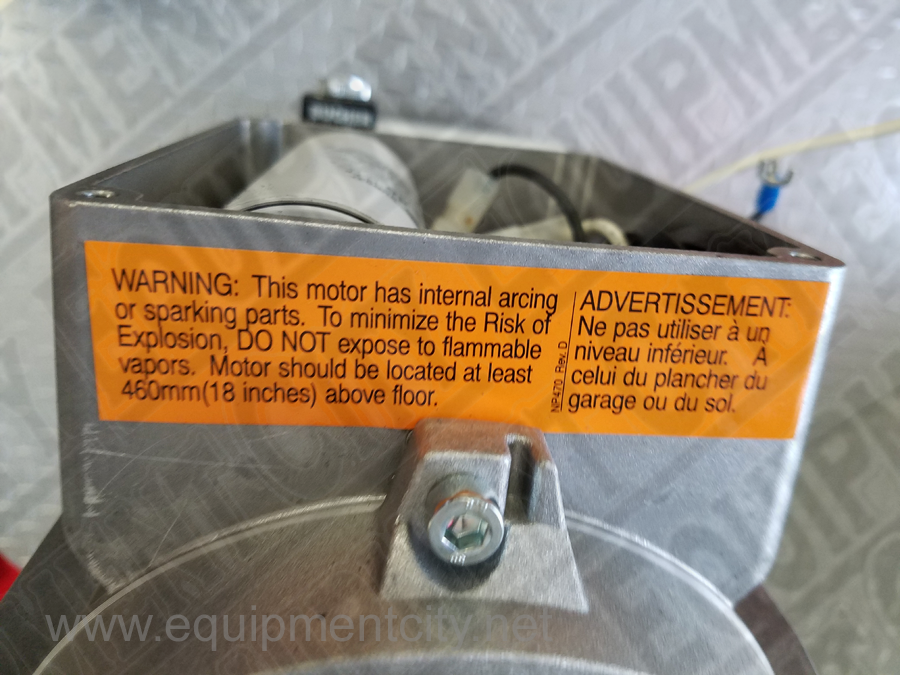 WARNING: This motor has internal arcing
or sparking parts. To minimize the Risk of
Explosion, DO NOT expose to flammable
vapors. Motor should be located at least
460mm(18 inches) above floor.
NP470 Rev. D
ADVERTISSEMENT:
Ne pas utiliser à un
niveau inférieur. A
celui du plancher du
garage ou du sol.
www.equipmentcity.net